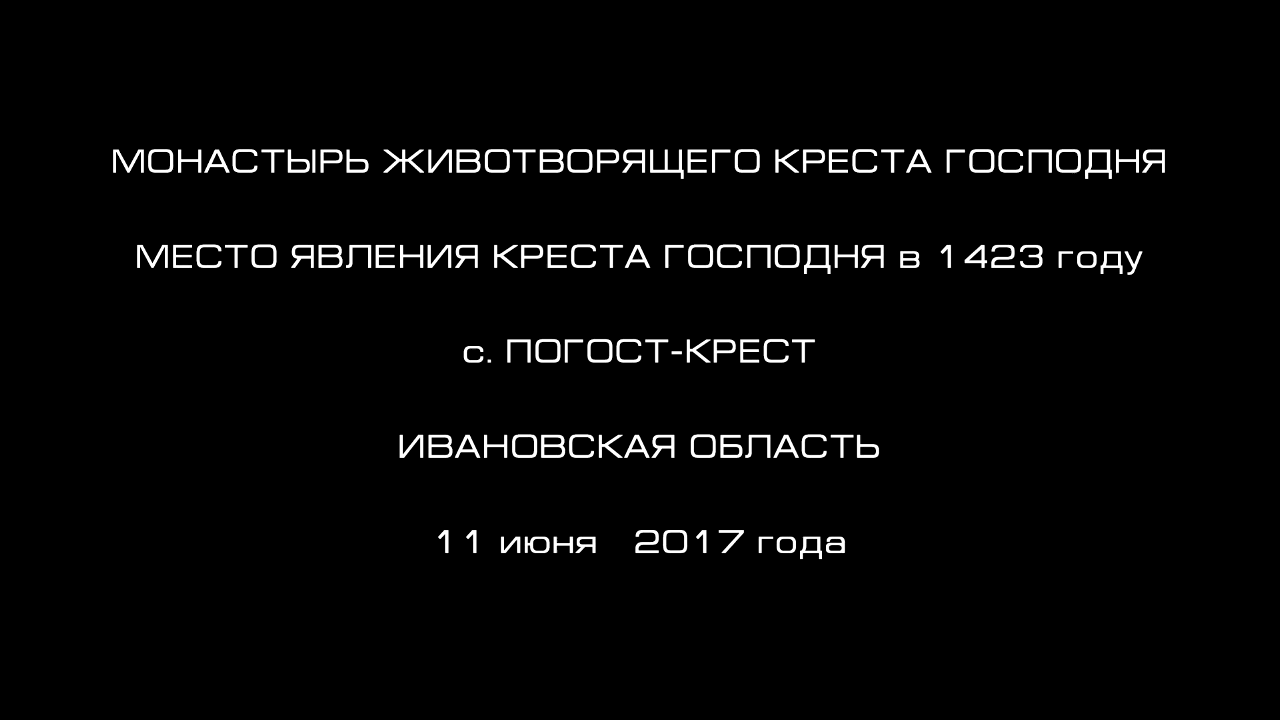 МОНАСТЫРЬ ЖИВОТВОРЯЩЕГО КРЕСТА ГОСПОДНЯ
МЕСТО ЯВЛЕНИЯ КРЕСТА ГОСПОДНЯ в 1423 году
с. ПОГОСТ-КРЕСТ
ИВАНОВСКАЯ ОБЛАСТЬ
11 июня 2017 года